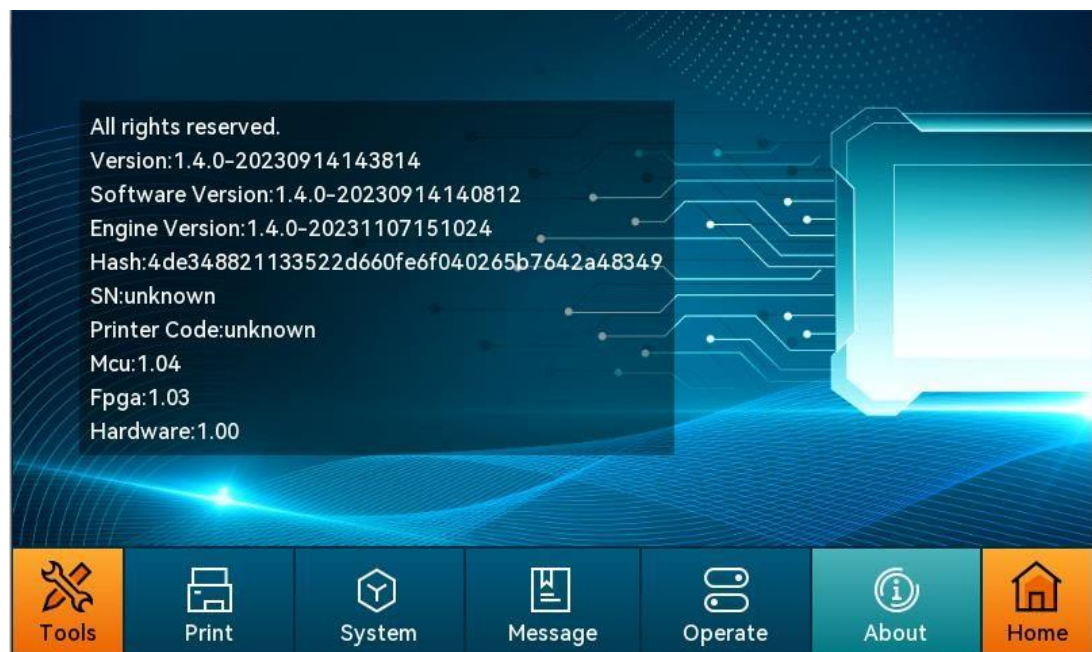 All rights reserved.
Version:1.4.0-20230914143814
Software Version:1.4.0-20230914140812
Engine Version:1.4.0-20231107151024
Hash:4de348821133522d660fe6f040265b7642a48349
SN:unknown
Printer Code:unknown
Mcu:1.04
Fpga:1.03
Hardware:1.00
Tools
Print
System
Message
Operate
About
Home